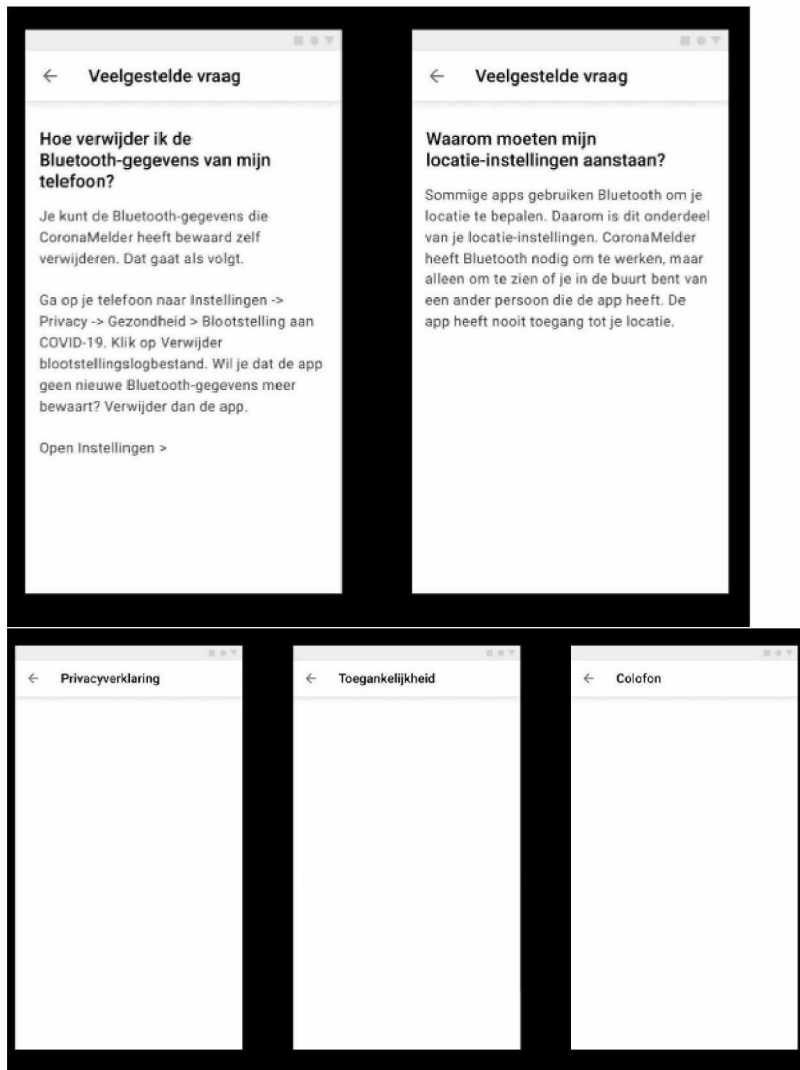 Veelgestelde vraag
Hoe verwijder ik de
Bluetooth-gegevens van mijn
telefoon?
Je kunt de Bluetooth-gegevens die
CoronaMelder heeft bewaard zelf
verwijderen. Dat gaat als volgt.
Ga op je telefoon naar Instellingen ->
Privacy -> Gezondheid > Blootstelling aan
COVID-19. Klik op Verwijder
blootstellingslogbestand. Wil je dat de app
geen nieuwe Bluetooth-gegevens meer
bewaart? Verwijder dan de app.
Open Instellingen >
Veelgestelde vraag
Waarom moeten mijn
locatie-instellingen aanstaan?
Sommige apps gebruiken Bluetooth om je
locatie te bepalen. Daarom is dit onderdeel
van je locatie-instellingen. CoronaMelder
heeft Bluetooth nodig om te werken, maar
alleen om te zien of je in de buurt bent van
een ander persoon die de app heeft. De
app heeft nooit toegang tot je locatie.
Privacyverklaring
Toegankelijkheid
Colofon